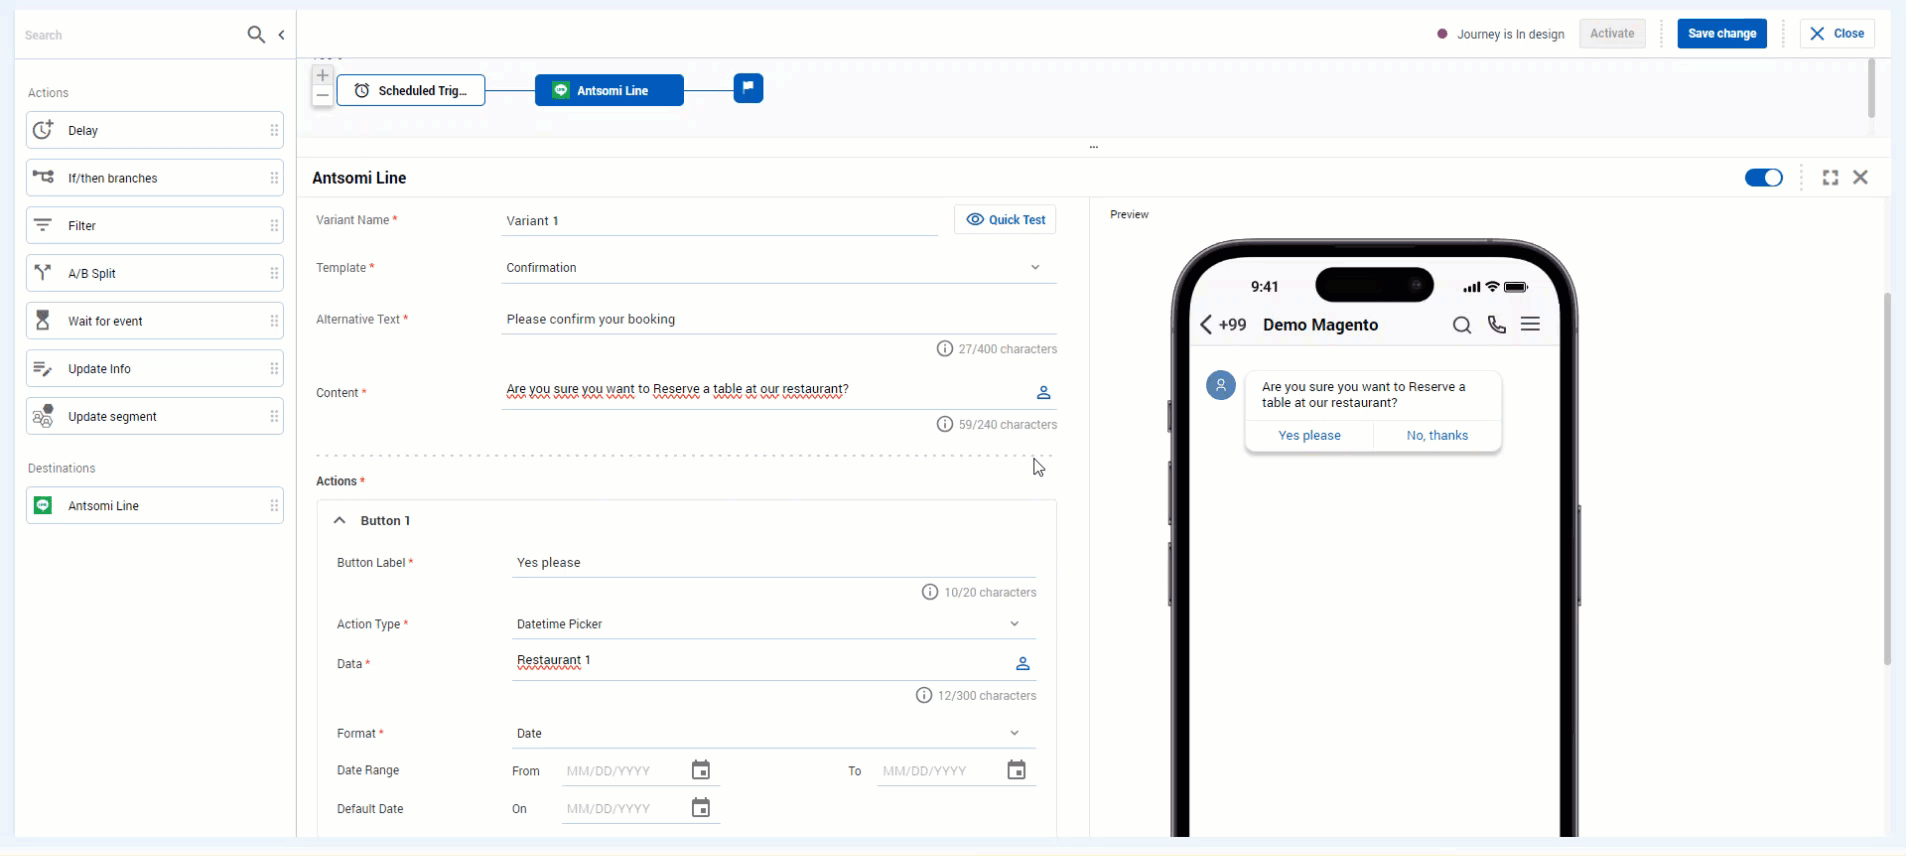 Search
Journey is In design
Activate
Save change
Close
Actions
Scheduled Trig...
Antsomi Line
Delay
If/then branches
Filter
A/B Split
Wait for event
Update Info
Update segment
Destinations
Antsomi Line
Antsomi Line
Variant Name *
Variant 1
Quick Test
Template *
Confirmation
Alternative Text *
Please confirm your booking
27/400 characters
Content *
Are you sure you want to Reserve a table at our restaurant?
59/240 characters
Actions *
Button 1
Button Label *
Yes please
10/20 characters
Action Type *
Datetime Picker
Data *
Restaurant 1
12/300 characters
Format *
Date
Date Range
From
MM/DD/YYYY
To
MM/DD/YYYY
Default Date
On
MM/DD/YYYY
Preview
9:41
+99 Demo Magento
Are you sure you want to Reserve a
table at our restaurant?
Yes please
No, thanks